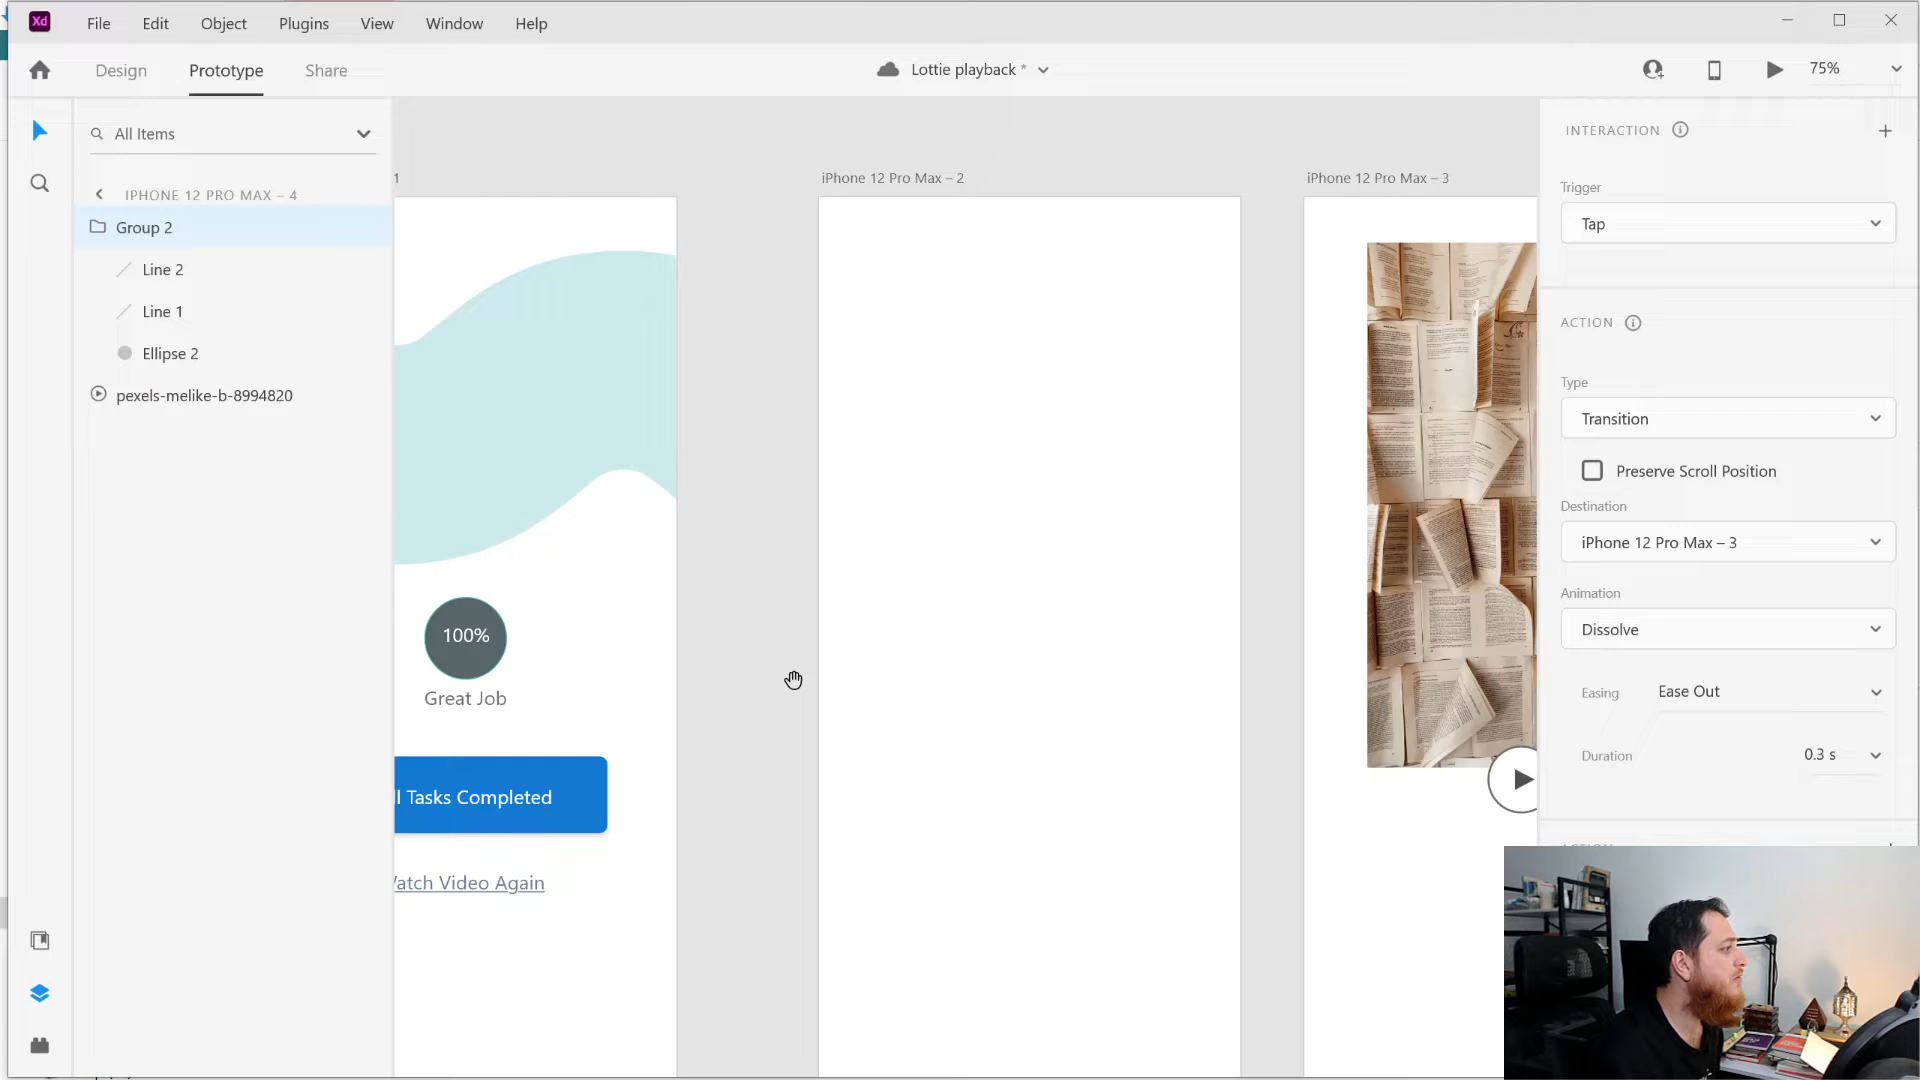 Xd
File Edit Object Plugins View Window Help
Design Prototype Share
Lottie playback *
75%
All Items
IPHONE 12 PRO MAX – 4
Group 2
Line 2
Line 1
Ellipse 2
pexels-melike-b-8994820
1
100%
Great Job
ll Tasks Completed
Watch Video Again
iPhone 12 Pro Max – 2
iPhone 12 Pro Max – 3
INTERACTION
Trigger
Tap
ACTION
Type
Transition
Preserve Scroll Position
Destination
iPhone 12 Pro Max – 3
Animation
Dissolve
Easing Ease Out
Duration 0.3 s